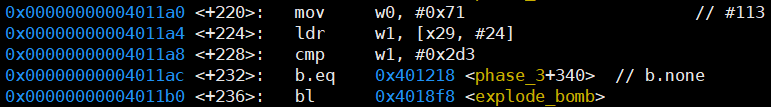 0x00000000004011a0 <+220>: mov w0, #0x71 // #113
0x00000000004011a4 <+224>: ldr w1, [x29, #24]
0x00000000004011a8 <+228>: cmp w1, #0x2d3
0x00000000004011ac <+232>: b.eq 0x401218 <phase_3+340> // b.none
0x00000000004011b0 <+236>: bl 0x4018f8 <explode_bomb>